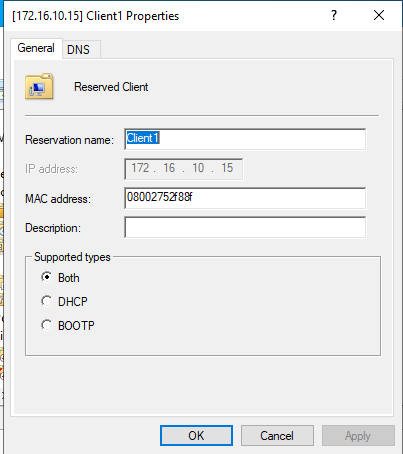 [172.16.10.15] Client1 Properties
General
DNS
Reserved Client
Reservation name:
Client1
IP address:
172 . 16 . 10 . 15
MAC address:
08002752f88f
Description:
Supported types
Both
DHCP
BOOTP
OK
Cancel
Apply